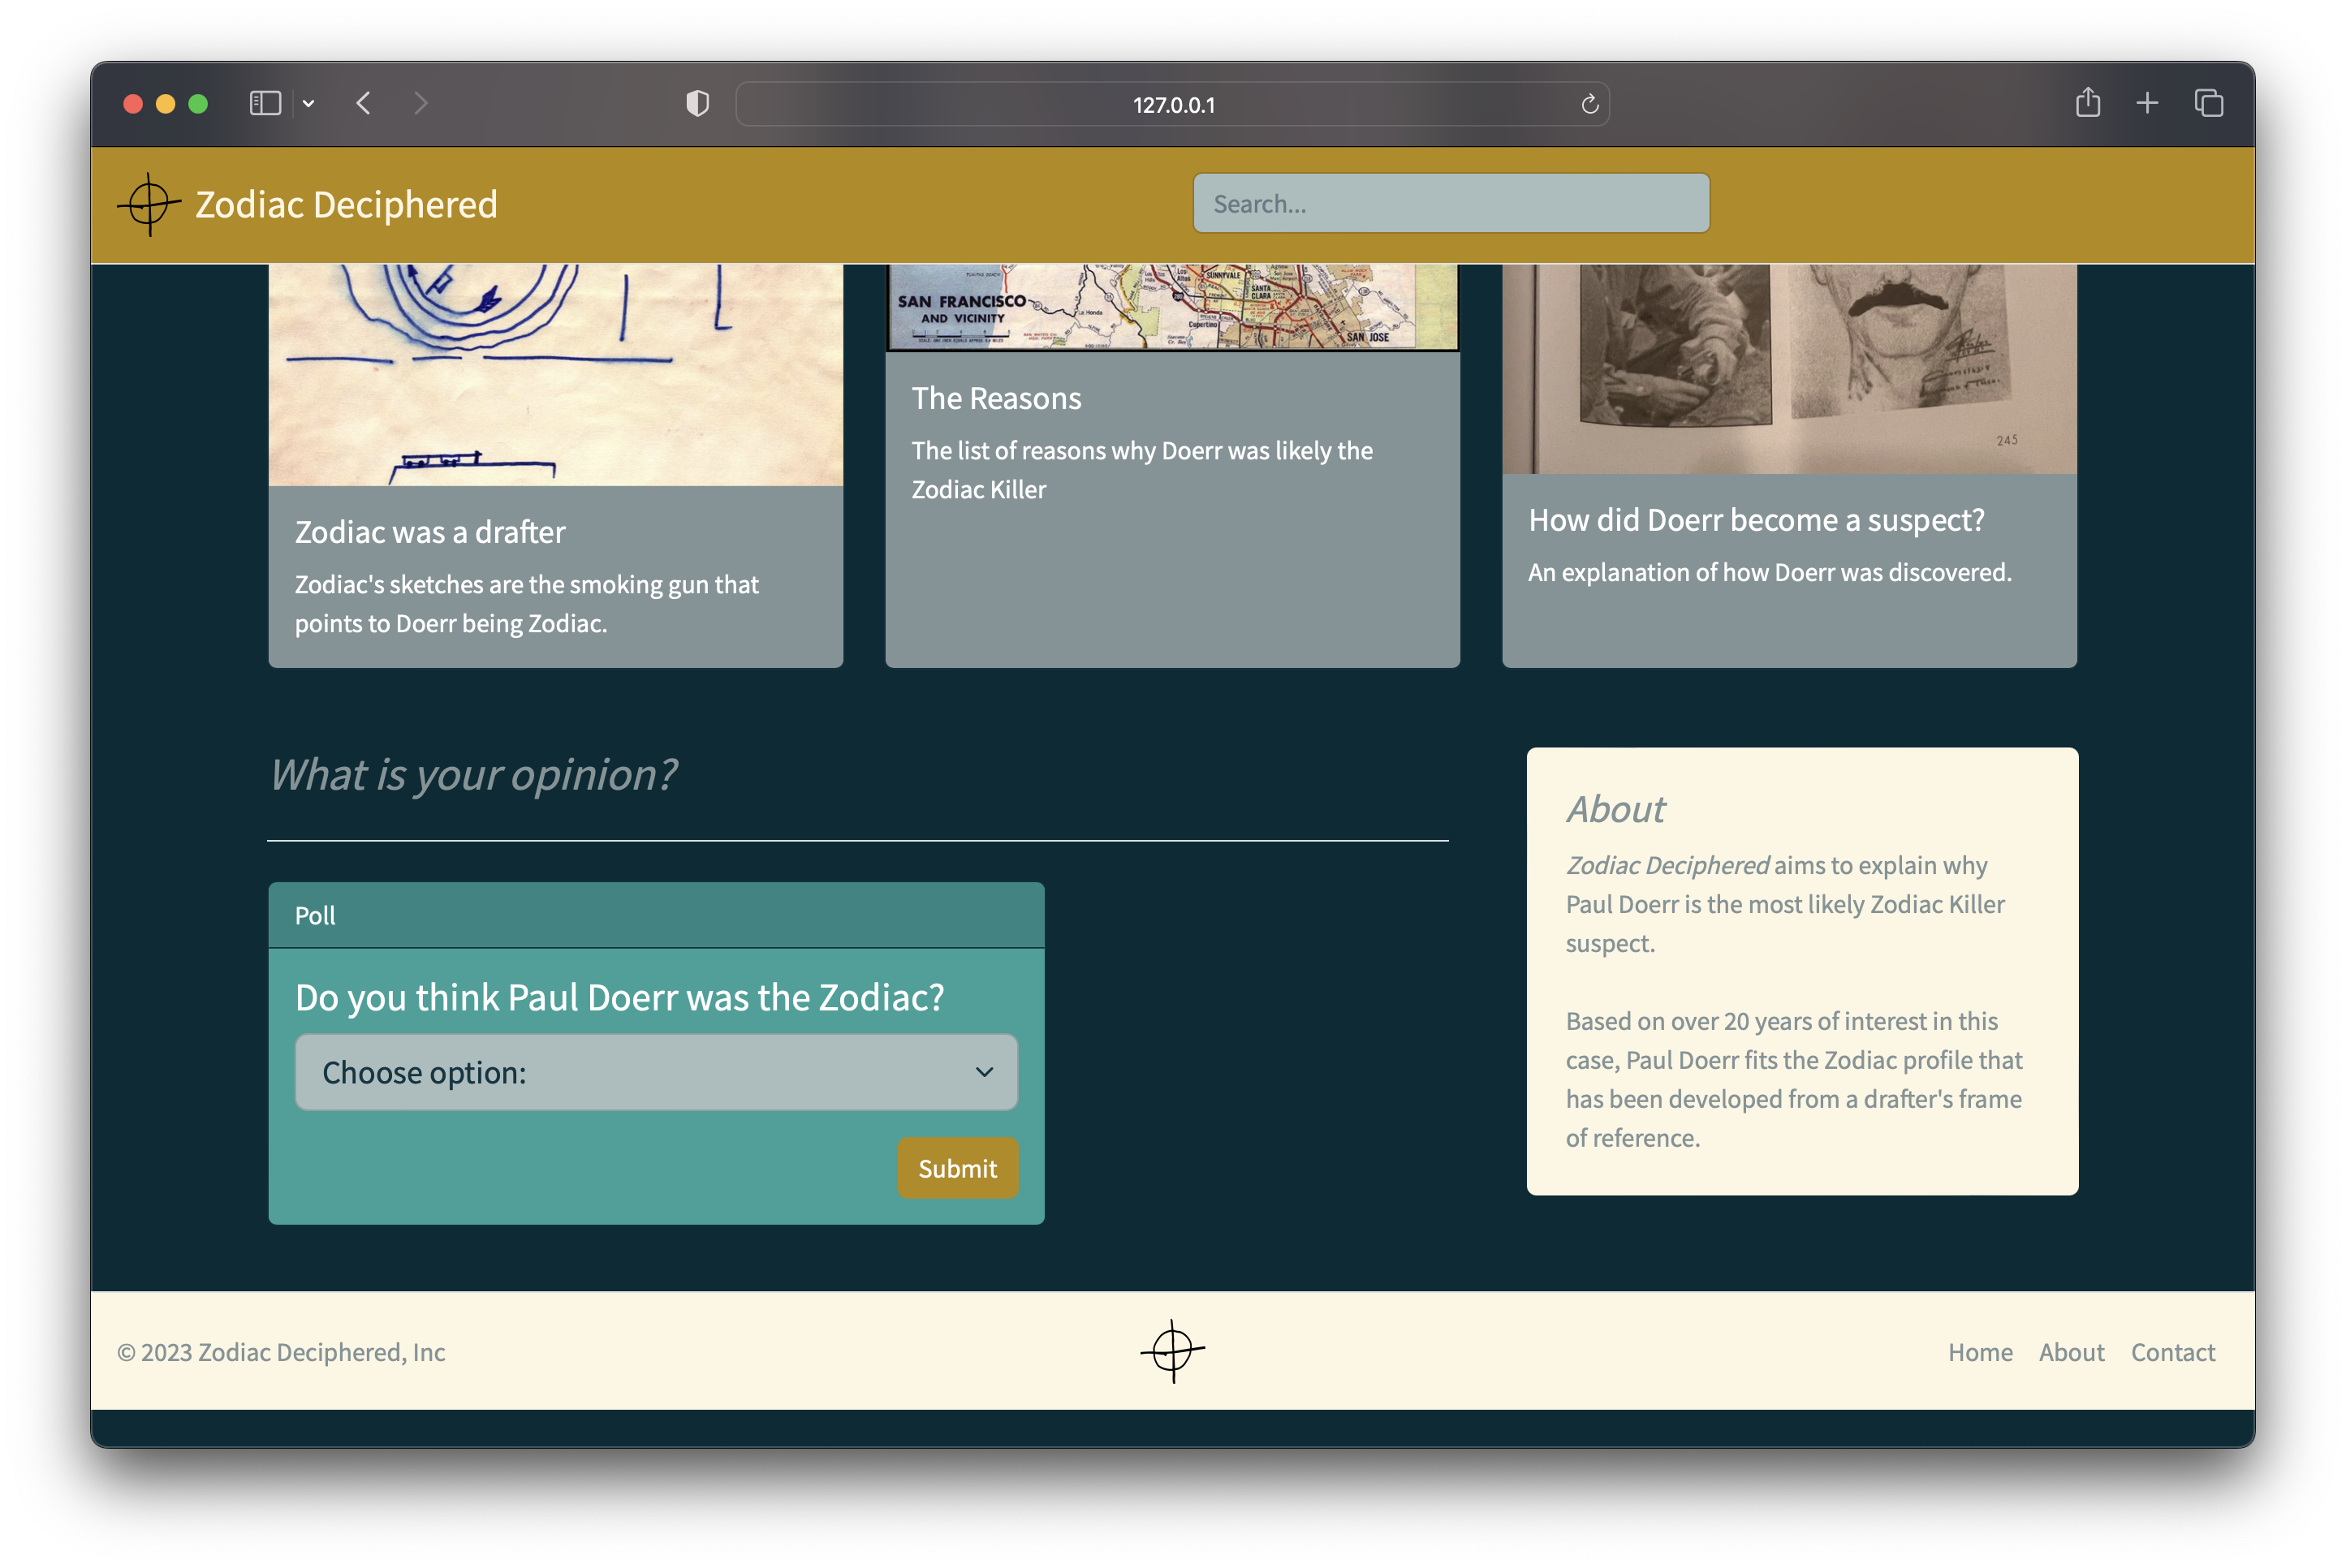 127.0.0.1
Zodiac Deciphered
Search...
SAN FRANCISCO
AND VICINITY
La Honda
Los Altos
SUNNYVALE
SANTA
CLARA
Cupertino
SAN JOSE
245
Zodiac was a drafter
Zodiac's sketches are the smoking gun that
points to Doerr being Zodiac.
The Reasons
The list of reasons why Doerr was likely the
Zodiac Killer
How did Doerr become a suspect?
An explanation of how Doerr was discovered.
What is your opinion?
Poll
Do you think Paul Doerr was the Zodiac?
Choose option:
Submit
About
Zodiac Deciphered aims to explain why
Paul Doerr is the most likely Zodiac Killer
suspect.
Based on over 20 years of interest in this
case, Paul Doerr fits the Zodiac profile that
has been developed from a drafter's frame
of reference.
© 2023 Zodiac Deciphered, Inc
Home About Contact